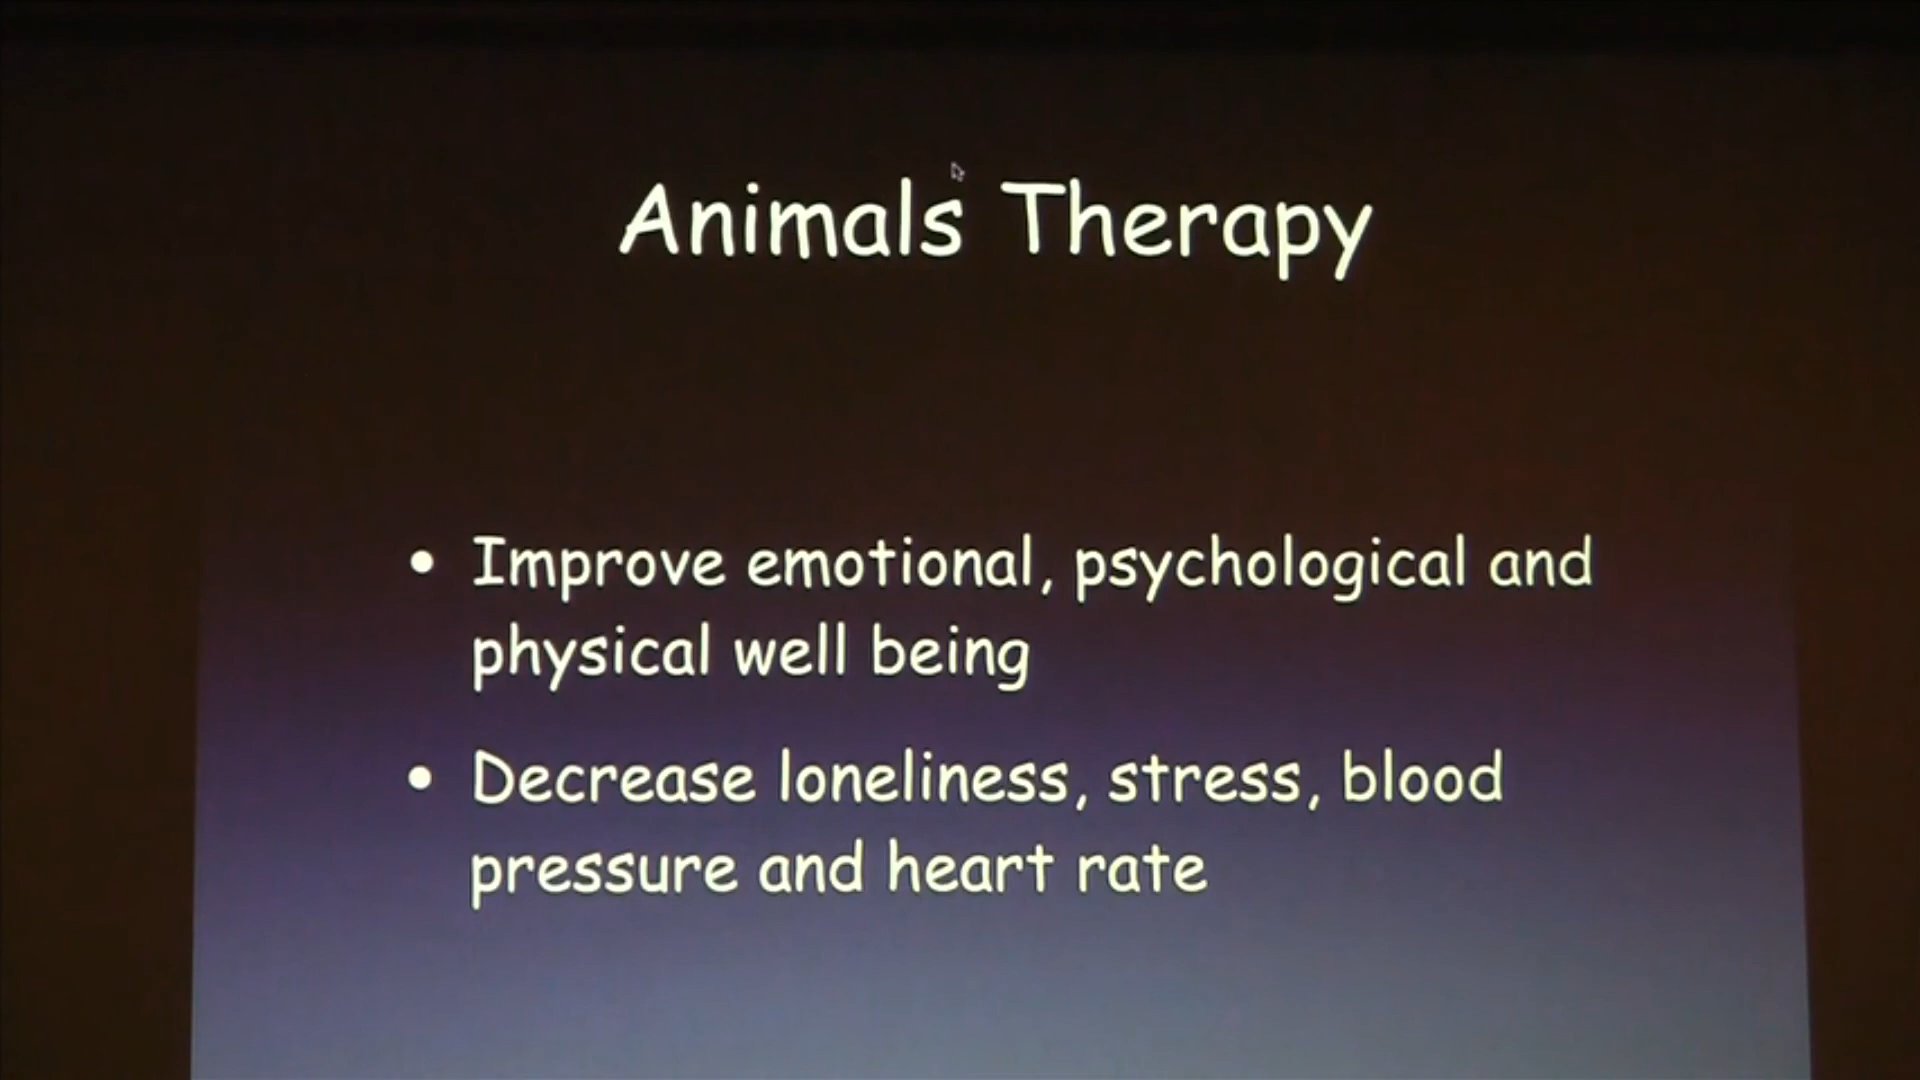 Animals Therapy
• Improve emotional, psychological and
physical well being
• Decrease loneliness, stress, blood
pressure and heart rate